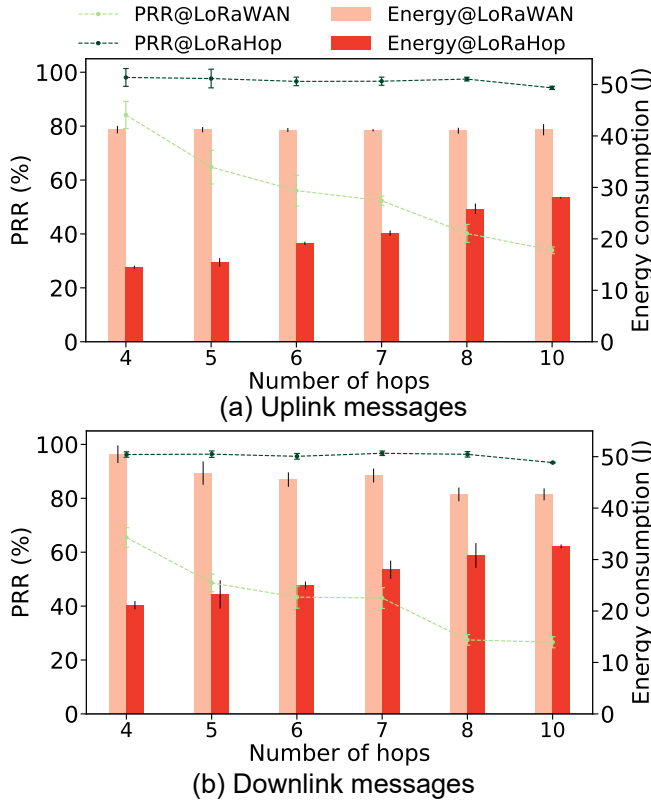 PRR@LoRaWAN Energy@LoRaWAN
PRR@LoRaHop Energy@LoRaHop
100
80
60
40
20
0
PRR (%)
50
40
30
20
10
0
Energy consumption (J)
4 5 6 7 8 10
Number of hops
(a) Uplink messages
100
80
60
40
20
0
PRR (%)
50
40
30
20
10
0
Energy consumption (J)
4 5 6 7 8 10
Number of hops
(b) Downlink messages